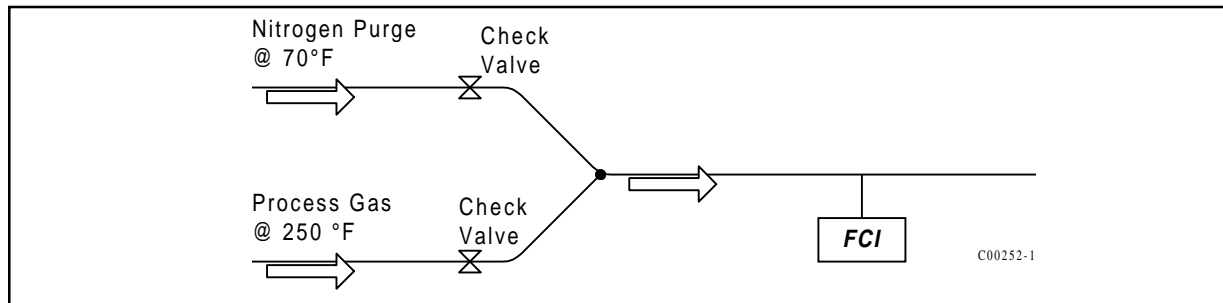 Nitrogen Purge
@ 70°F
Check
Valve
Process Gas
@ 250 °F
Check
Valve
FCI
C00252-1